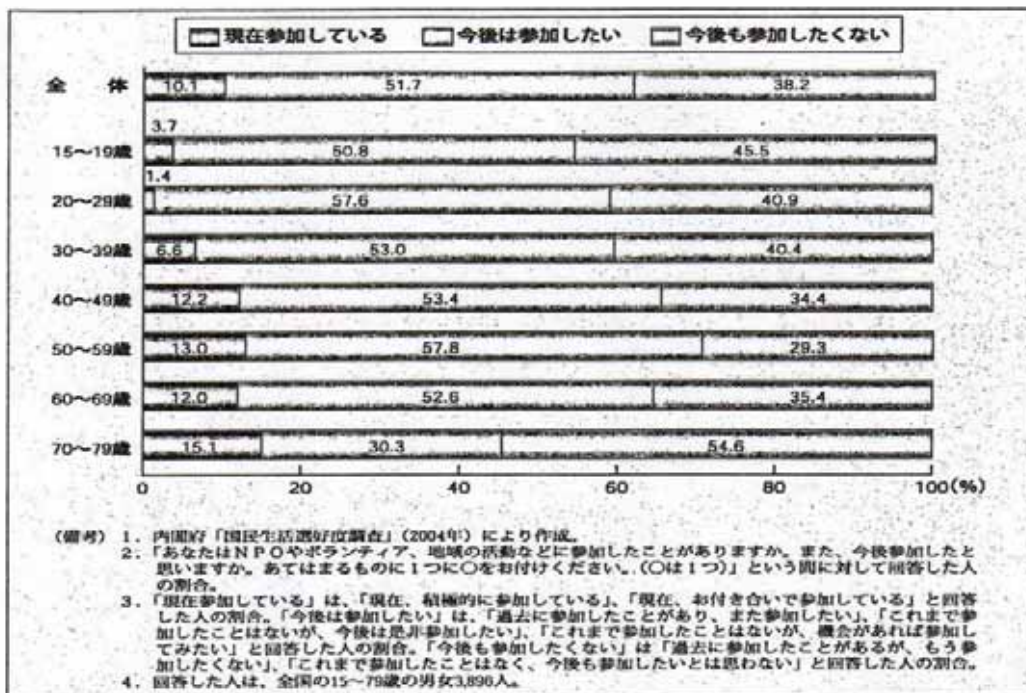 現在参加している 今後は参加したい 今後も参加したくない
全体 10.1 51.7 38.2
3.7
15～19歳 50.8 45.5
1.4
20～29歳 57.6 40.9
30～39歳 6.6 53.0 40.4
40～49歳 12.2 53.4 34.4
50～59歳 13.0 57.8 29.3
60～69歳 12.0 52.6 35.4
70～79歳 15.1 30.3 54.6
0 20 40 60 80 100(%)
(備考) 1. 内閣府「国民生活選好度調査」(2004年)により作成。
2. 「あなたはNPOやボランティア、地域の活動などに参加したことがありますか。また、今後参加したと
思いますか。あてはまるものに1つに○をお付けください。(○は1つ)」という問に対して回答した人
の割合。
3. 「現在参加している」は、「現在、積極的に参加している」、「現在、お付き合いで参加している」と回答
した人の割合。「今後は参加したい」は、「過去に参加したことがあり、また参加したい」、「これまで参
加したことはないが、今後は是非参加したい」、「これまで参加したことはないが、機会があれば参加し
てみたい」と回答した人の割合。「今後も参加したくない」は「過去に参加したことがあるが、もう参
加したくない」、「これまで参加したことはなく、今後も参加したいとは思わない」と回答した人の割合。
4. 回答した人は、全国の15～79歳の男女3,896人。